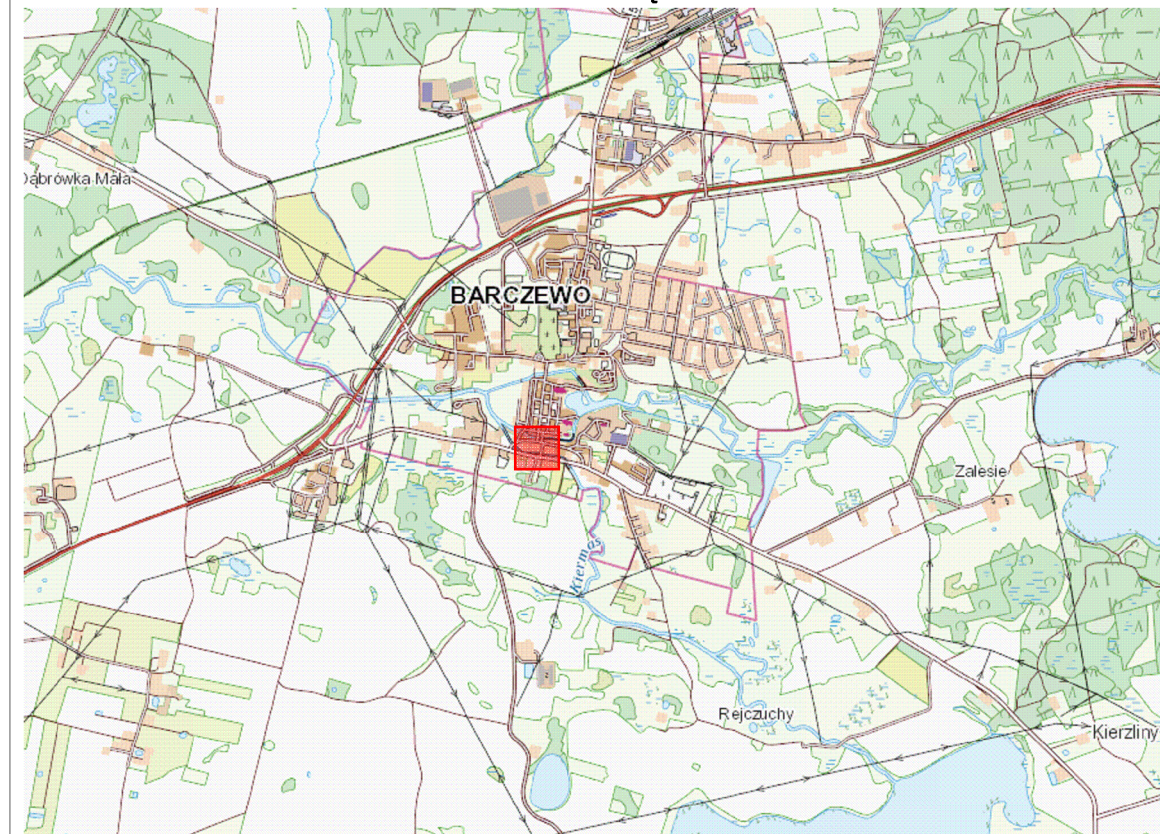 Dąbrówka Mała
BARCZEWO
Zalesie
Kiermas
Rejczuchy
Kierzliny